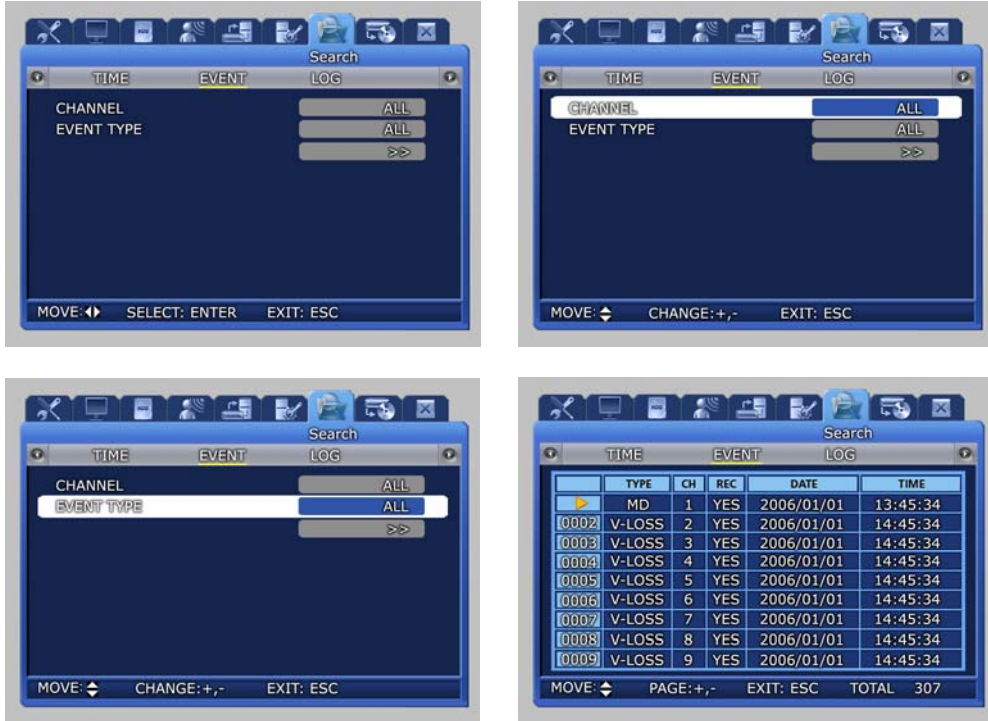 Search
TIME EVENT LOG
CHANNEL ALL
EVENT TYPE ALL
>>
MOVE: SELECT: ENTER EXIT: ESC
Search
TIME EVENT LOG
CHANNEL ALL
EVENT TYPE ALL
>>
MOVE: CHANGE:+,- EXIT: ESC
Search
TIME EVENT LOG
CHANNEL ALL
EVENT TYPE ALL
>>
MOVE: CHANGE:+,- EXIT: ESC
Search
TIME EVENT LOG
TYPE CH REC DATE TIME
MD 1 YES 2006/01/01 13:45:34
0002 V-LOSS 2 YES 2006/01/01 14:45:34
0003 V-LOSS 3 YES 2006/01/01 14:45:34
0004 V-LOSS 4 YES 2006/01/01 14:45:34
0005 V-LOSS 5 YES 2006/01/01 14:45:34
0006 V-LOSS 6 YES 2006/01/01 14:45:34
0007 V-LOSS 7 YES 2006/01/01 14:45:34
0008 V-LOSS 8 YES 2006/01/01 14:45:34
0009 V-LOSS 9 YES 2006/01/01 14:45:34
MOVE: PAGE:+,- EXIT: ESC TOTAL 307